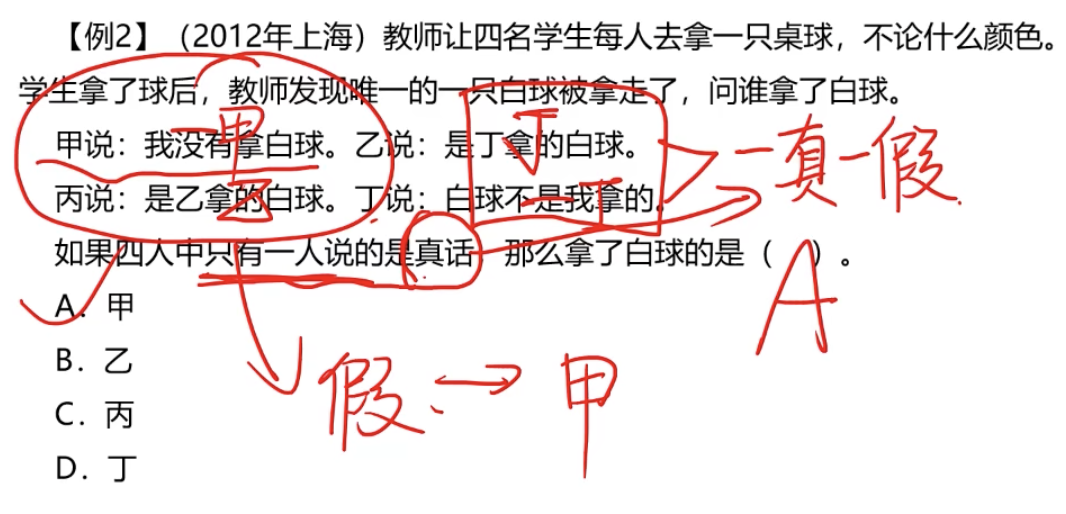 【例2】（2012年上海）教师让四名学生每人去拿一只桌球，不论什么颜色。
学生拿了球后，教师发现唯一的一只白球被拿走了，问谁拿了白球。
甲说：我没有拿白球。乙说：是丁拿的白球。
丙说：是乙拿的白球。丁说：白球不是我拿的。
如果四人中只有一人说的是真话，那么拿了白球的是（ ）。
A．甲
B．乙
C．丙
D．丁
一甲
乙
丁
一丁
一真一假
A
假→甲